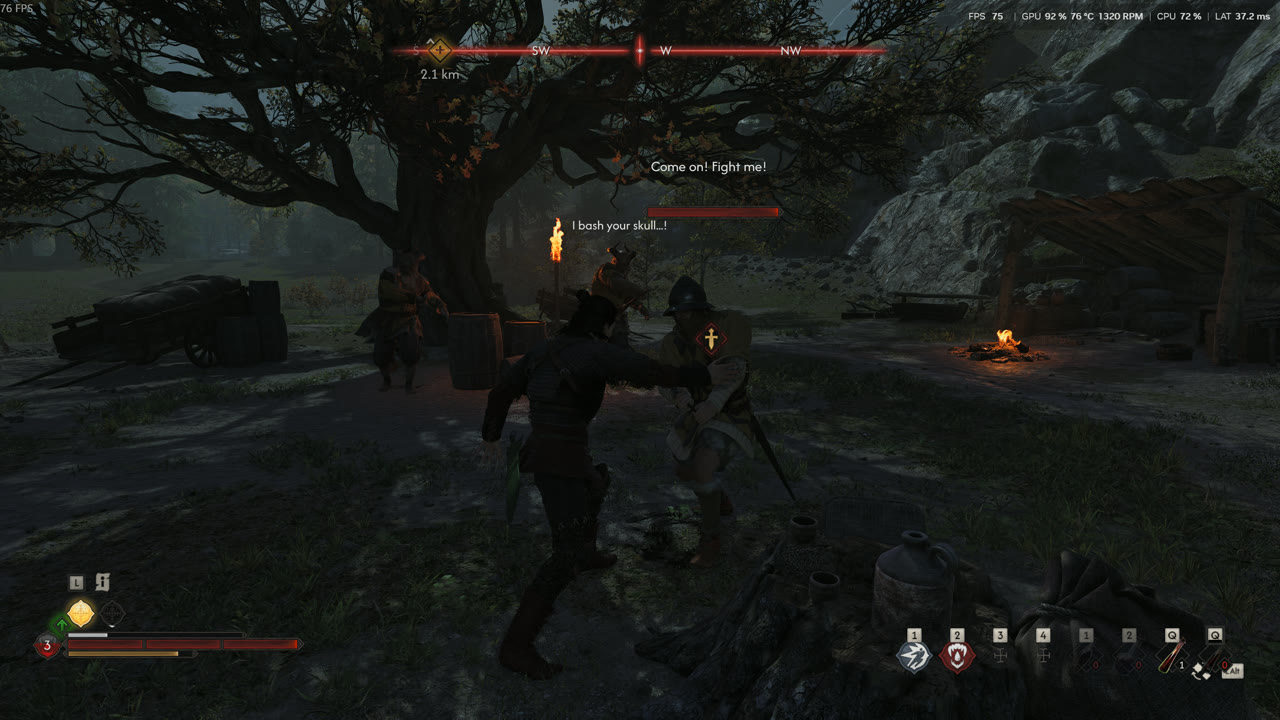 76 FPS
FPS 75 | GPU 92 % 76 °C 1320 RPM | CPU 72 % | LAT 37.2 ms
S SW W NW
2.1 km
Come on! Fight me!
I bash your skull...!
L
3
1 2 3 4 1 2 Q Q
0 0 1 0
LAlt